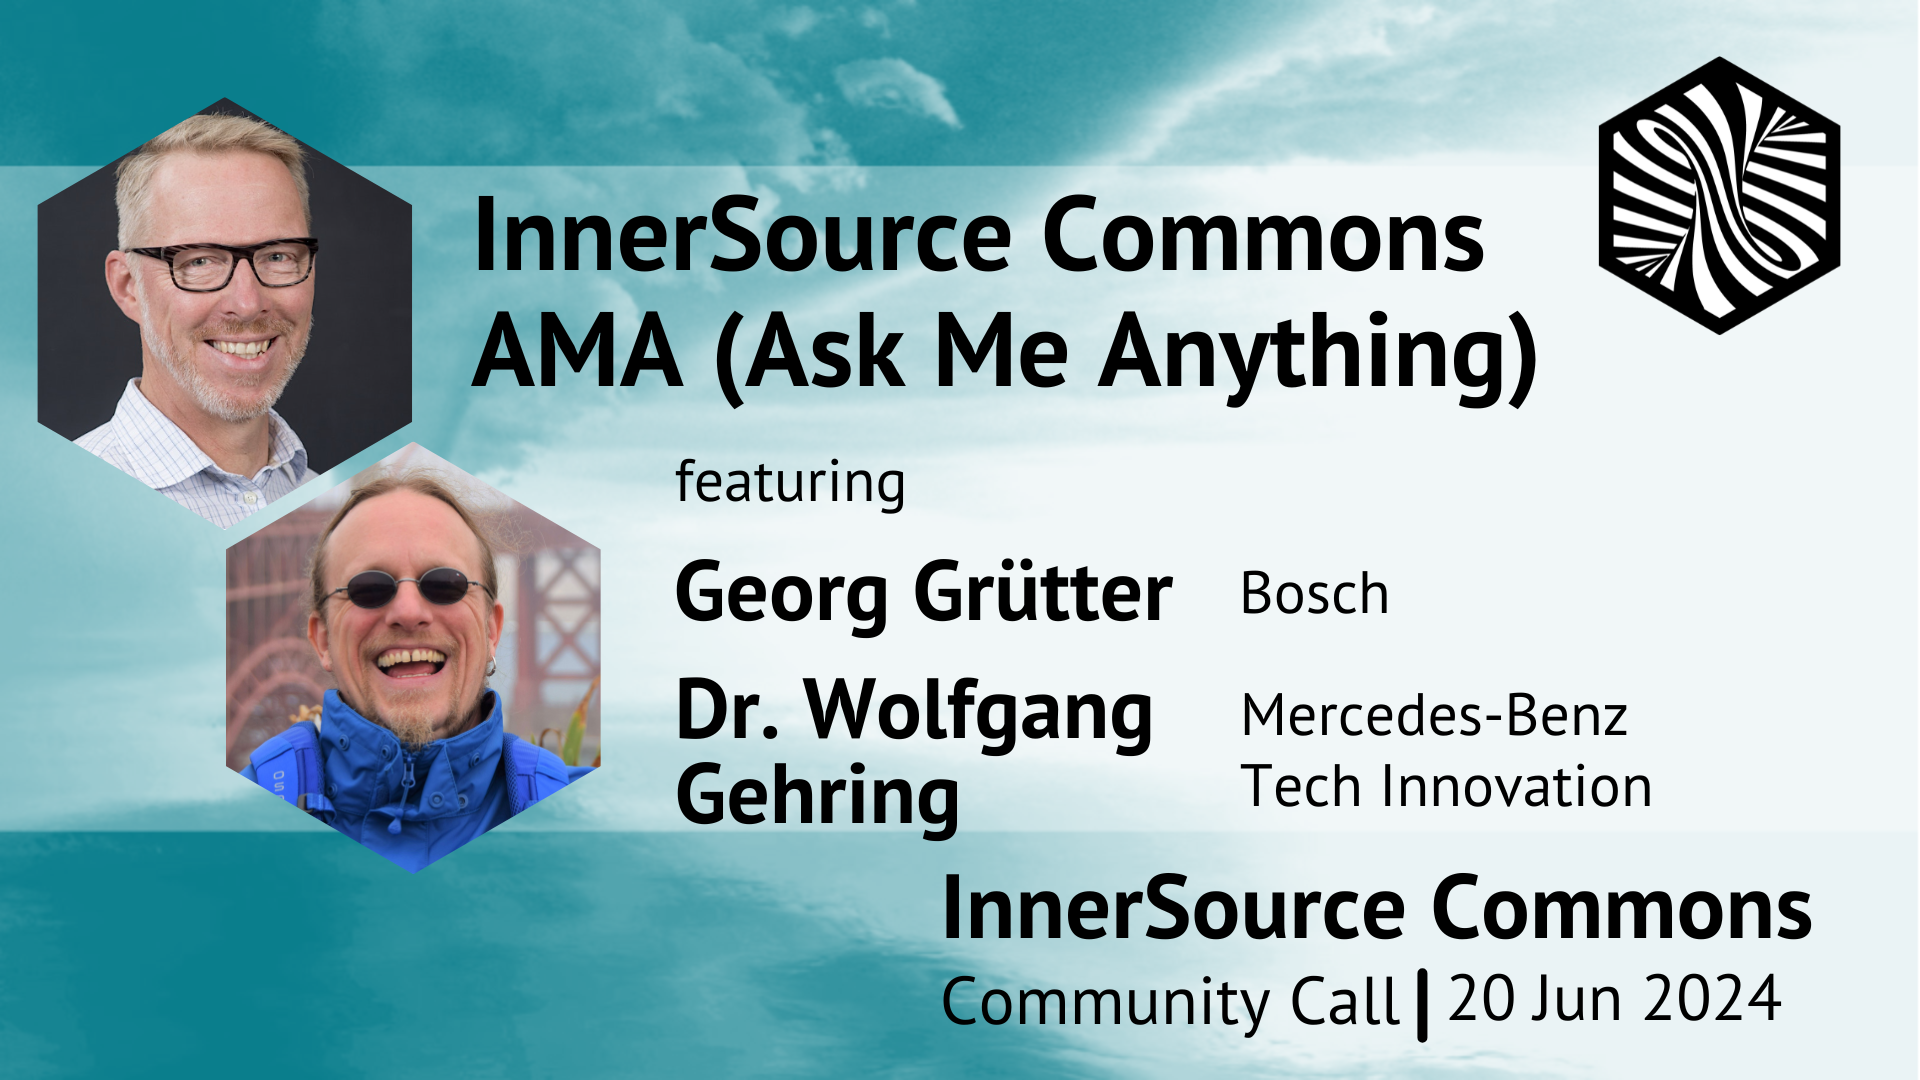 InnerSource Commons
AMA (Ask Me Anything)
featuring
Georg Grütter
Bosch
Dr. Wolfgang
Gehring
Mercedes-Benz
Tech Innovation
InnerSource Commons
Community Call | 20 Jun 2024